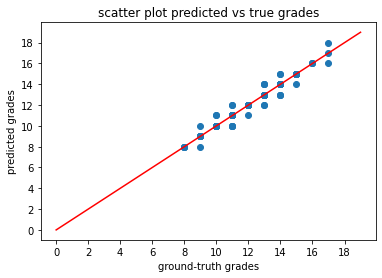 scatter plot predicted vs true grades
18
16
14
12
10
8
6
4
2
0
predicted grades
0 2 4 6 8 10 12 14 16 18
ground-truth grades